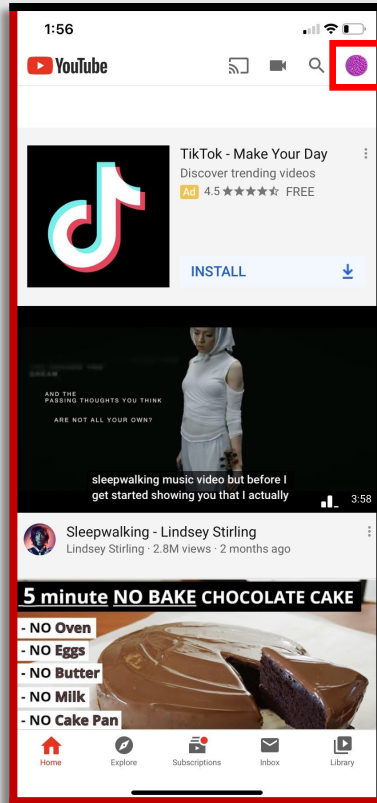 1:56
YouTube
TikTok - Make Your Day
Discover trending videos
Ad 4.5 FREE
INSTALL
DREAM
AND THE
PASSING THOUGHTS YOU THINK
ARE NOT ALL YOUR OWN?
sleepwalking music video but before I
get started showing you that I actually
3:58
Sleepwalking - Lindsey Stirling
Lindsey Stirling · 2.8M views · 2 months ago
5 minute NO BAKE CHOCOLATE CAKE
- NO Oven
- NO Eggs
- NO Butter
- NO Milk
- NO Cake Pan
Home
Explore
Subscriptions
Inbox
Library